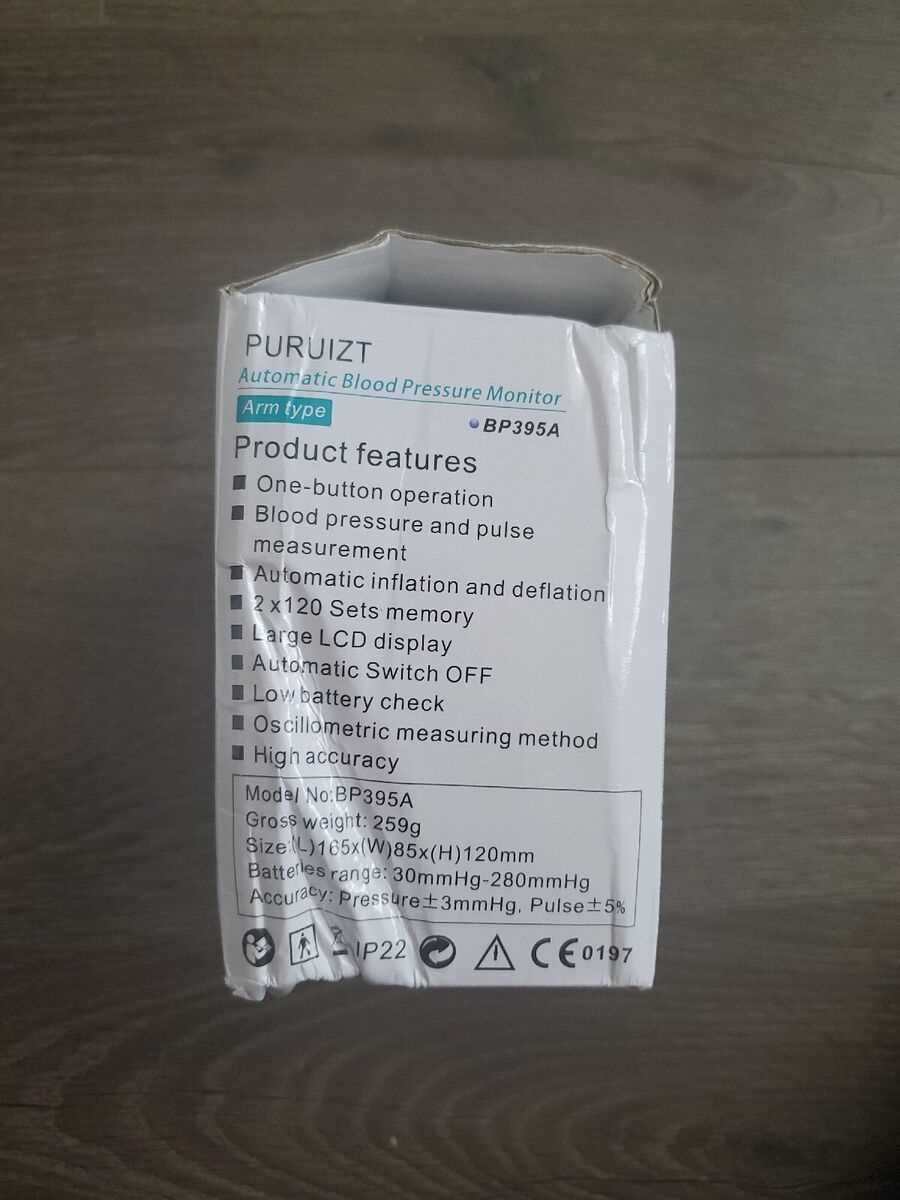 PURUIZT
Automatic Blood Pressure Monitor
Arm type
BP395A
Product features
One-button operation
Blood pressure and pulse
measurement
Automatic inflation and deflation
2 x120 Sets memory
Large LCD display
Automatic Switch OFF
Low battery check
Oscillometric measuring method
High accuracy
Model No:BP395A
Gross weight: 259g
Size:(L)165x(W)85x(H)120mm
Batteries range: 30mmHg-280mmHg
Accuracy: Pressure±3mmHg, Pulse±5%
IP22 CE0197